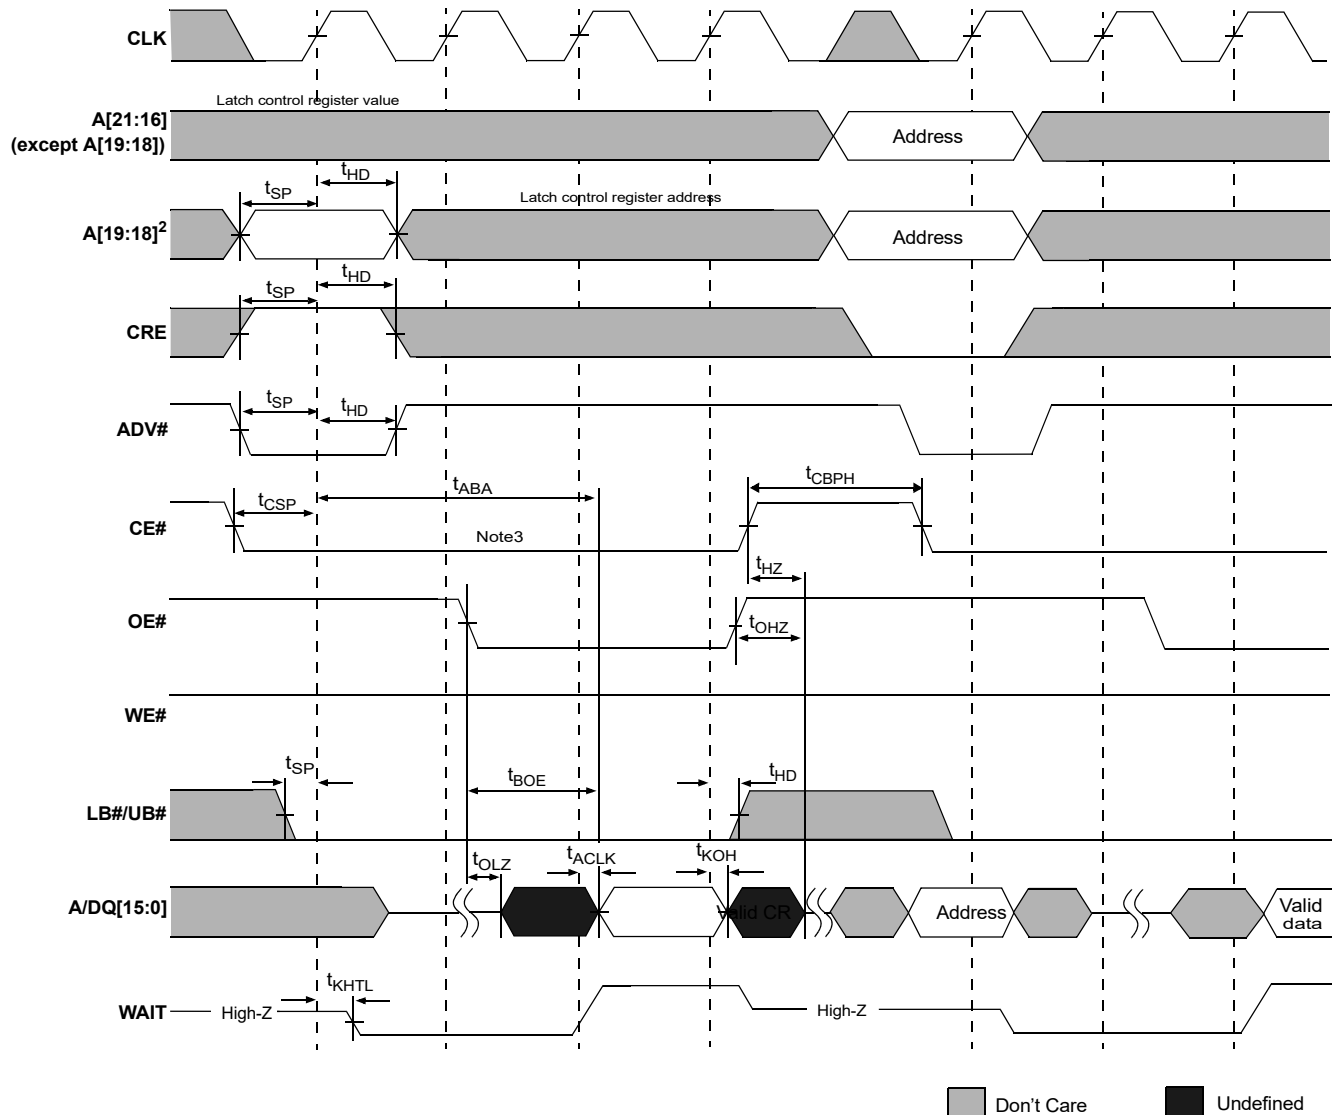 CLK
Latch control register value
A[21:16]
(except A[19:18])
Address
tSP
tHD
Latch control register address
A[19:18]2
Address
tSP
tHD
CRE
tSP
tHD
ADV#
tCSP
tABA
tCBPH
CE#
Note3
tHZ
OE#
tOHZ
WE#
tSP
tBOE
tHD
LB#/UB#
tOLZ
tACLK
tKOH
A/DQ[15:0]
Valid CR
Address
Valid
data
tKHTL
WAIT
High-Z
High-Z
Don't Care
Undefined